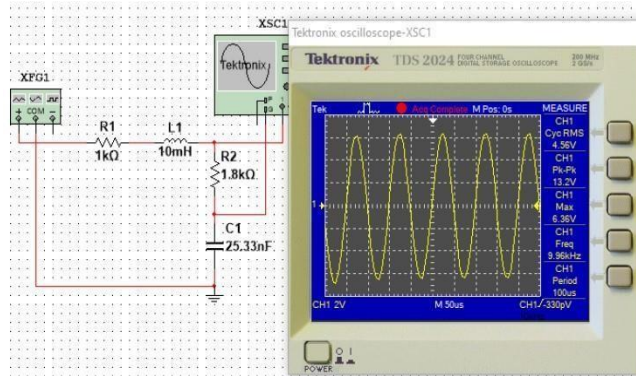 XSC1
Tektronix oscilloscope-XSC1
Tektronix TDS 2024 FOUR CHANNEL
DIGITAL STORAGE OSCILLOSCOPE
200 MHz
2 GS/s
Tektronix
P
G
XFG1
+ COM −
R1
1kΩ
L1
10mH
R2
1.8kΩ
C1
25.33nF
Tek
Acq Complete M Pos: 0s
MEASURE
CH1
Cyc RMS
4.56V
CH1
Pk-Pk
13.2V
CH1
Max
6.36V
CH1
Freq
9.96kHz
CH1
Period
100us
1
CH1 2V
M 50us
CH1/-330pV
POWER